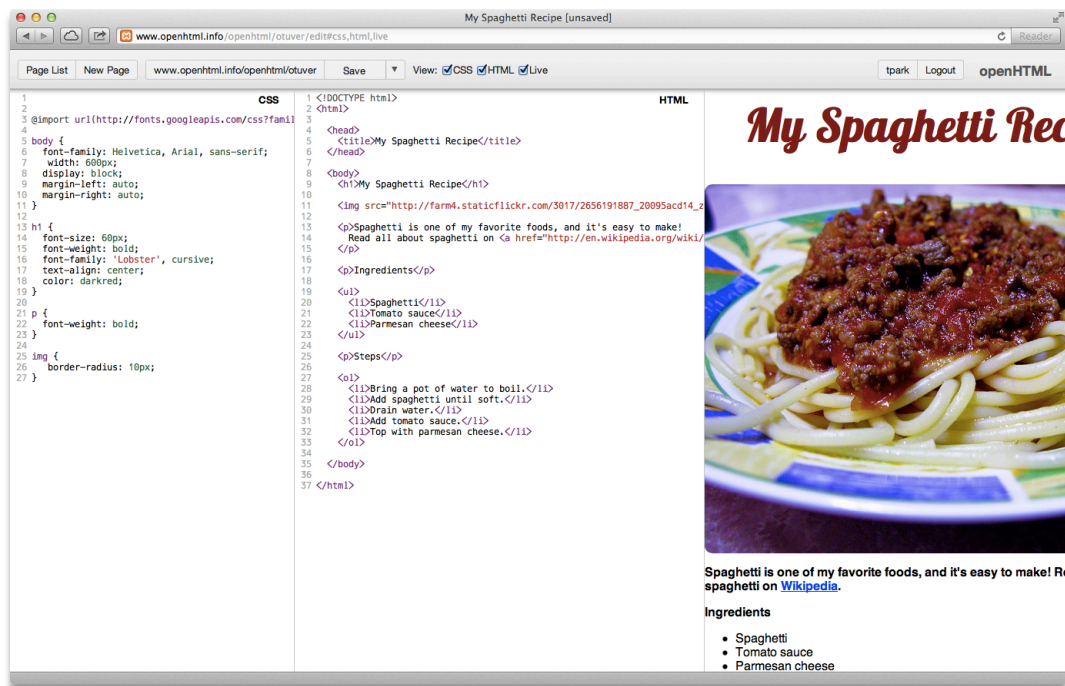 My Spaghetti Recipe [unsaved]
www.openhtml.info/openhtml/otuver/edit#css,html,live
Reader
Page List
New Page
www.openhtml.info/openhtml/otuver
Save
View:
CSS
HTML
Live
tpark
Logout
openHTML
CSS
1
2
3 @import url(http://fonts.googleapis.com/css?famil
4
5 body {
6 font-family: Helvetica, Arial, sans-serif;
7 width: 600px;
8 display: block;
9 margin-left: auto;
10 margin-right: auto;
11 }
12
13 h1 {
14 font-size: 60px;
15 font-weight: bold;
16 font-family: 'Lobster', cursive;
17 text-align: center;
18 color: darkred;
19 }
20
21 p {
22 font-weight: bold;
23 }
24
25 img {
26 border-radius: 10px;
27 }
HTML
1 <!DOCTYPE html>
2 <html>
3
4 <head>
5 <title>My Spaghetti Recipe</title>
6 </head>
7
8 <body>
9 <h1>My Spaghetti Recipe</h1>
10
11 <img src="http://farm4.staticflickr.com/3017/2656191887_20095acd14_z
12
13 <p>Spaghetti is one of my favorite foods, and it's easy to make!
14 Read all about spaghetti on <a href="http://en.wikipedia.org/wiki/
15 </p>
16
17 <p>Ingredients</p>
18
19 <ul>
20 <li>Spaghetti</li>
21 <li>Tomato sauce</li>
22 <li>Parmesan cheese</li>
23 </ul>
24
25 <p>Steps</p>
26
27 <ol>
28 <li>Bring a pot of water to boil.</li>
29 <li>Add spaghetti until soft.</li>
30 <li>Drain water.</li>
31 <li>Add tomato sauce.</li>
32 <li>Top with parmesan cheese.</li>
33 </ol>
34
35 </body>
36
37 </html>
My Spaghetti Rec
Spaghetti is one of my favorite foods, and it's easy to make! Re
spaghetti on Wikipedia.
Ingredients
• Spaghetti
• Tomato sauce
• Parmesan cheese